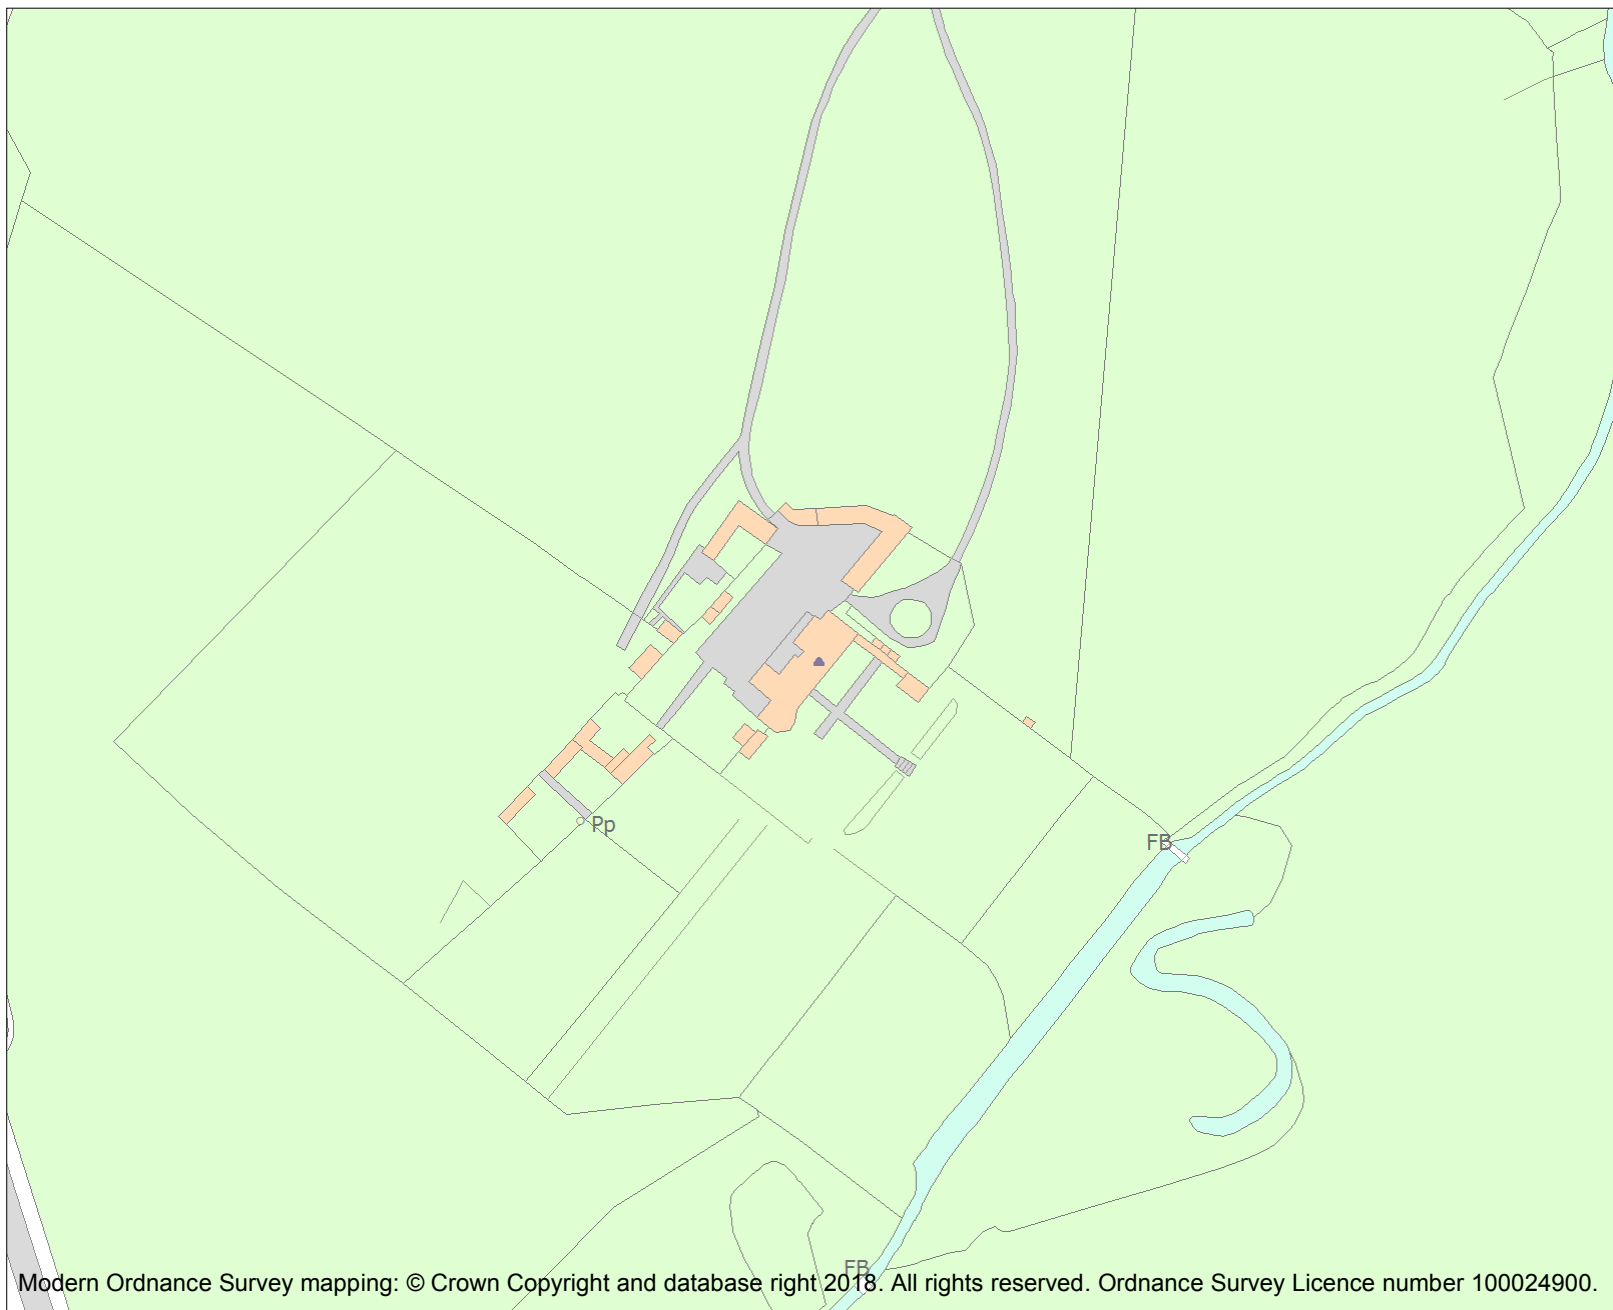 Pp
FB
FB
Modern Ordnance Survey mapping: © Crown Copyright and database right 2018. All rights reserved. Ordnance Survey Licence number 100024900.